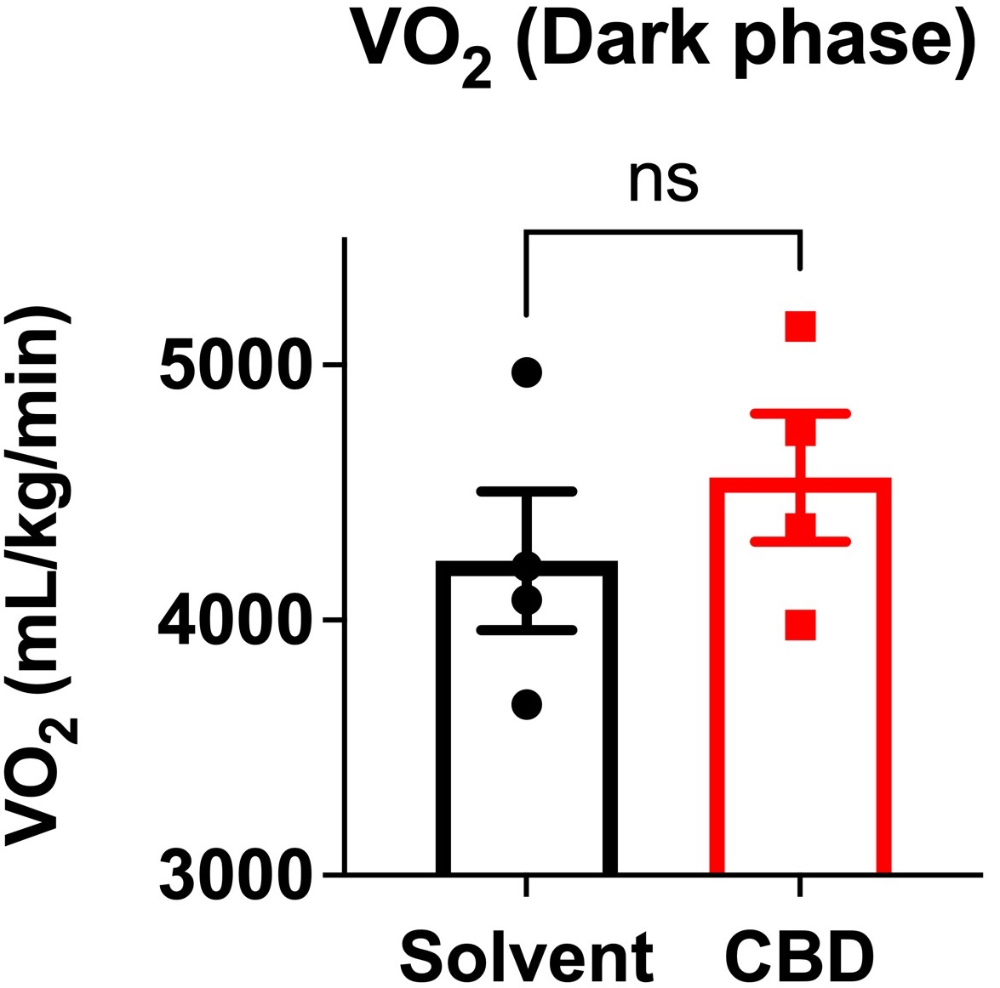 VO₂ (Dark phase)
ns
VO₂ (mL/kg/min)
5000
4000
3000
Solvent CBD